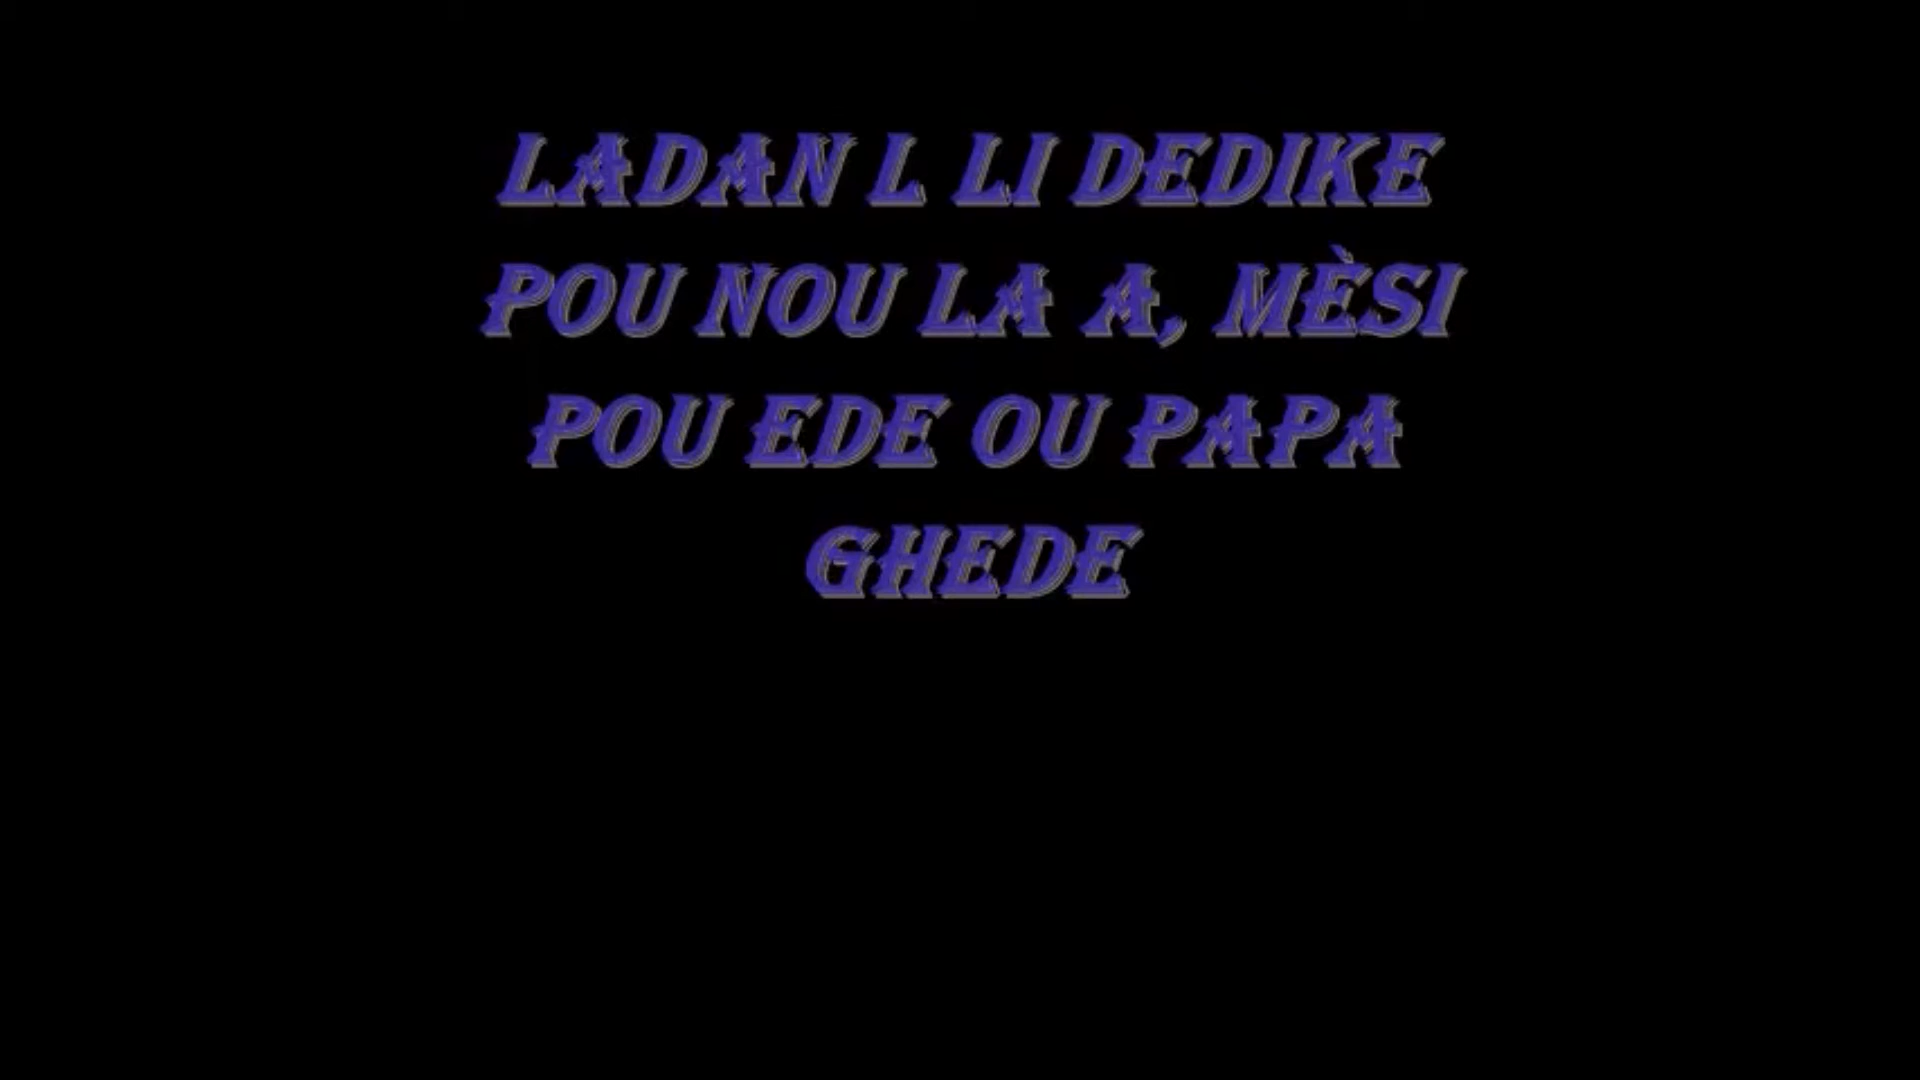 LADAN L LI DEDIKE
POU NOU LA A, MÈSI
POU EDE OU PAPA
GHEDE